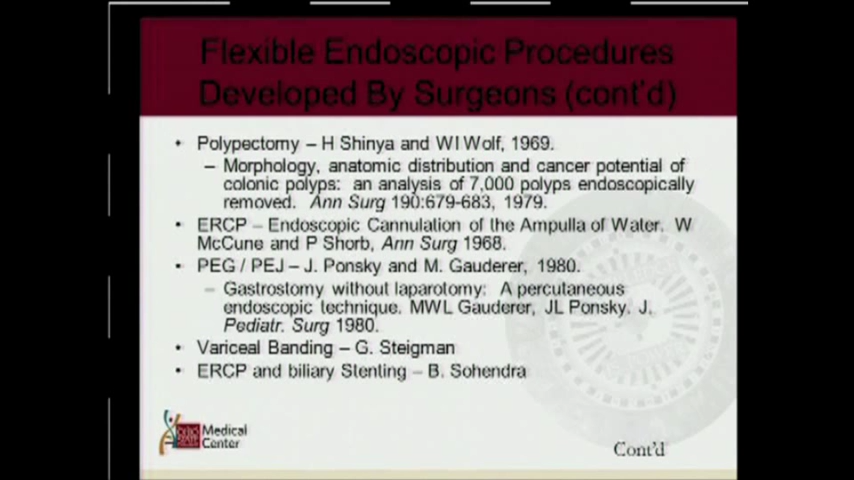 Flexible Endoscopic Procedures
Developed By Surgeons (cont'd)
• Polypectomy – H Shinya and WI Wolf, 1969.
– Morphology, anatomic distribution and cancer potential of
colonic polyps: an analysis of 7,000 polyps endoscopically
removed. Ann Surg 190:679-683, 1979.
• ERCP – Endoscopic Cannulation of the Ampulla of Water. W
McCune and P Shorb, Ann Surg 1968.
• PEG / PEJ – J. Ponsky and M. Gauderer, 1980.
– Gastrostomy without laparotomy: A percutaneous
endoscopic technique. MWL Gauderer, JL Ponsky. J.
Pediatr. Surg 1980.
• Variceal Banding – G. Steigman
• ERCP and biliary Stenting – B. Sohendra
Medical
Center
Cont'd